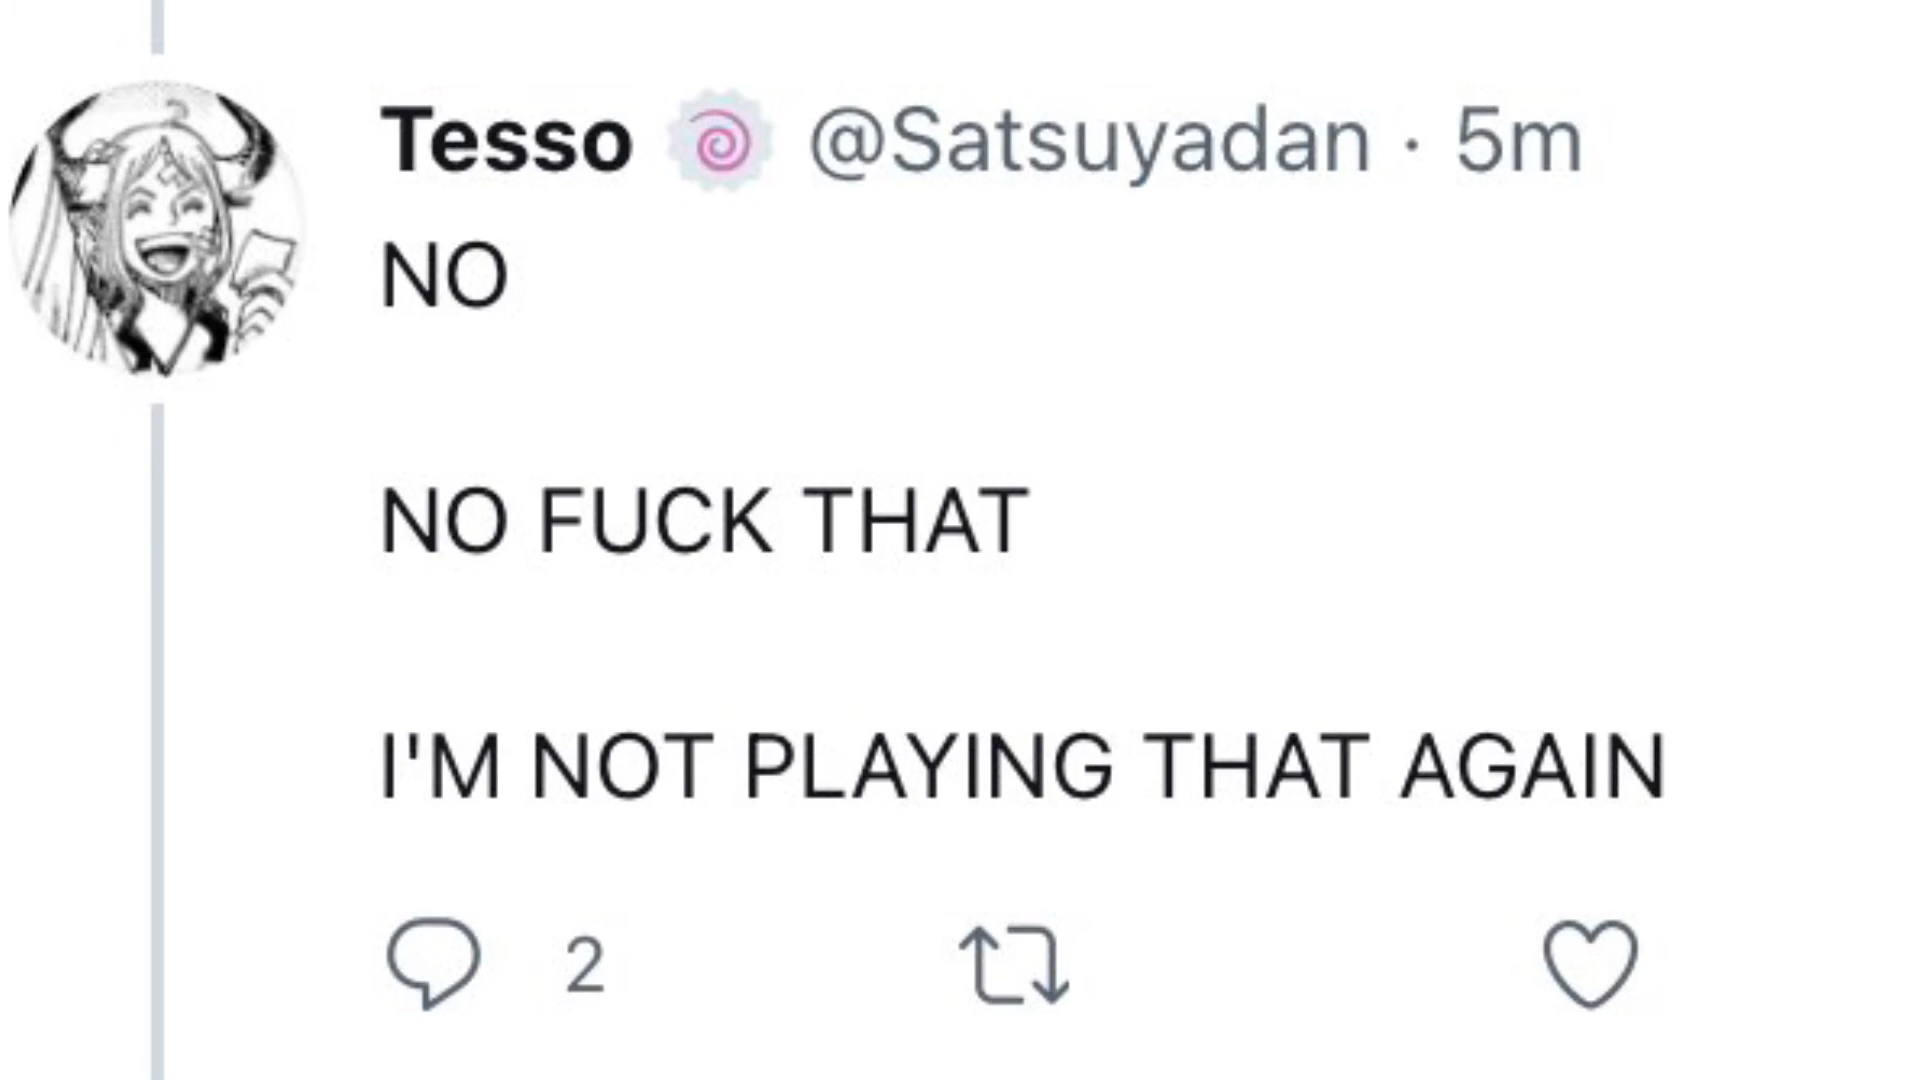 Tesso 🍥 @Satsuyadan · 5m
NO
NO FUCK THAT
I'M NOT PLAYING THAT AGAIN
2